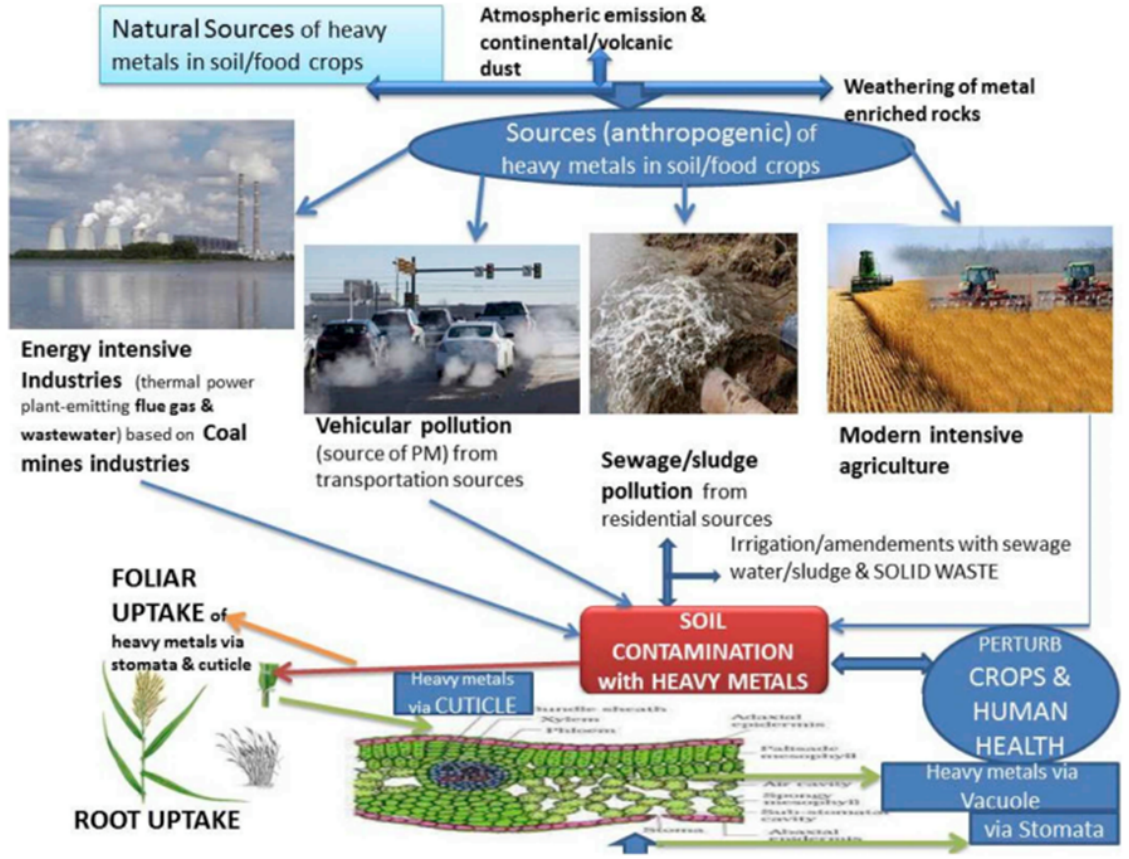 Natural Sources of heavy
metals in soil/food crops
Atmospheric emission &
continental/volcanic
dust
Weathering of metal
enriched rocks
Sources (anthropogenic) of
heavy metals in soil/food crops
Energy intensive
Industries (thermal power
plant-emitting flue gas &
wastewater) based on Coal
mines industries
Vehicular pollution
(source of PM) from
transportation sources
Sewage/sludge
pollution from
residential sources
Modern intensive
agriculture
Irrigation/amendements with sewage
water/sludge & SOLID WASTE
FOLIAR
UPTAKE of
heavy metals via
stomata & cuticle
SOIL
CONTAMINATION
with HEAVY METALS
PERTURB
CROPS &
HUMAN
HEALTH
Heavy metals
via CUTICLE
sheath
Xylem
Phloem
Adaxial
epidermis
Palisade
mesophyll
Air cavity
Spongy
mesophyll
Sub-stomatal
cavity
Stoma
Abaxial
epidermis
Heavy metals via
Vacuole
via Stomata
ROOT UPTAKE